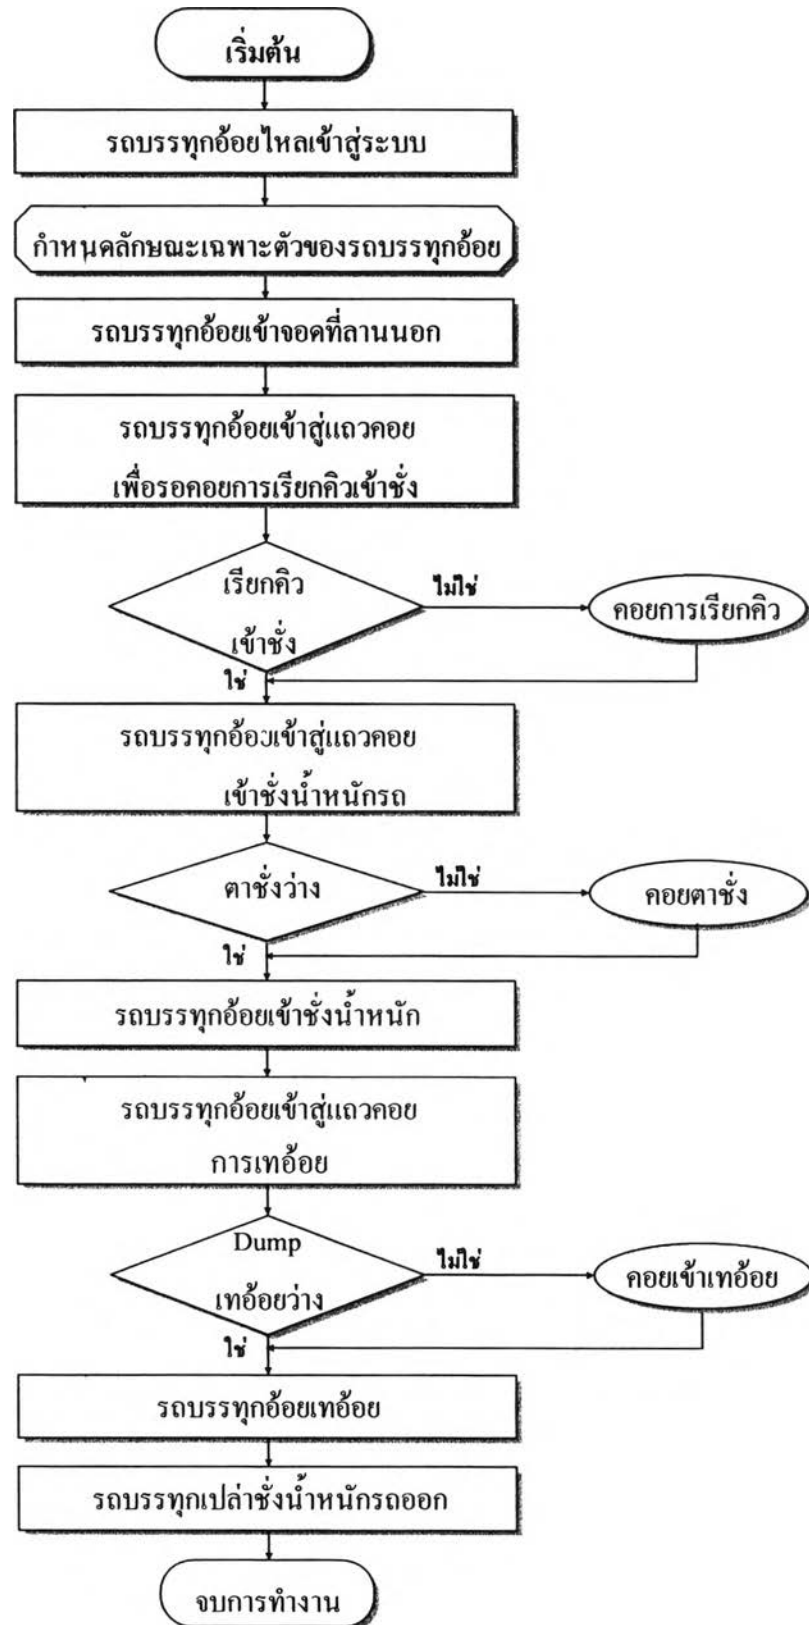 เริ่มต้น
รถบรรทุกอ้อยไหลเข้าสู่ระบบ
กำหนดลักษณะเฉพาะตัวของรถบรรทุกอ้อย
รถบรรทุกอ้อยเข้าจอดที่ลานนอก
รถบรรทุกอ้อยเข้าสู่แถวคอย
เพื่อรอคอยการเรียกคิวเข้าชั่ง
เรียกคิว
เข้าชั่ง
ไม่ใช่
คอยการเรียกคิว
ใช่
รถบรรทุกอ้อยเข้าสู่แถวคอย
เข้าชั่งน้ำหนักรถ
ตาชั่งว่าง
ไม่ใช่
คอยตาชั่ง
ใช่
รถบรรทุกอ้อยเข้าชั่งน้ำหนัก
รถบรรทุกอ้อยเข้าสู่แถวคอย
การเทอ้อย
Dump
เทอ้อยว่าง
ไม่ใช่
คอยเข้าเทอ้อย
ใช่
รถบรรทุกอ้อยเทอ้อย
รถบรรทุกเปล่าชั่งน้ำหนักรถออก
จบการทำงาน